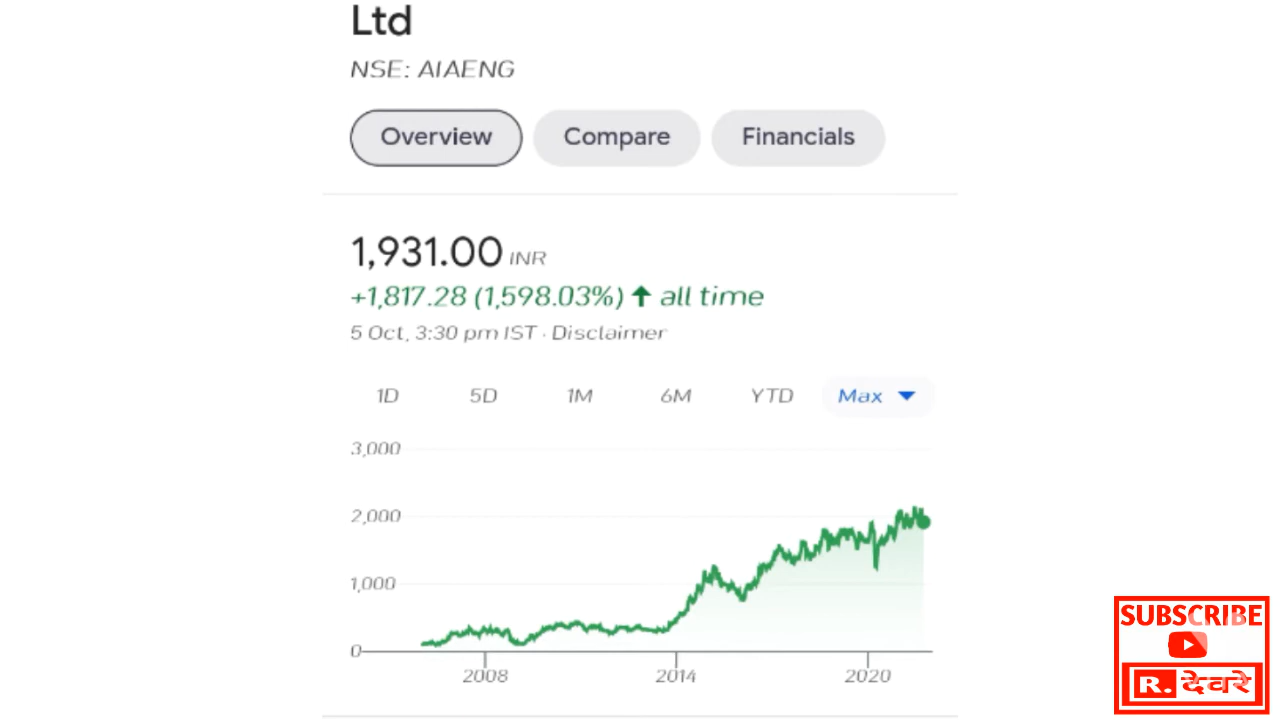 Ltd
NSE: AIAENG
Overview Compare Financials
1,931.00 INR
+1,817.28 (1,598.03%) ↑ all time
5 Oct, 3:30 pm IST · Disclaimer
1D 5D 1M 6M YTD Max
3,000
2,000
1,000
0
2008 2014 2020
SUBSCRIBE
R. देवरे